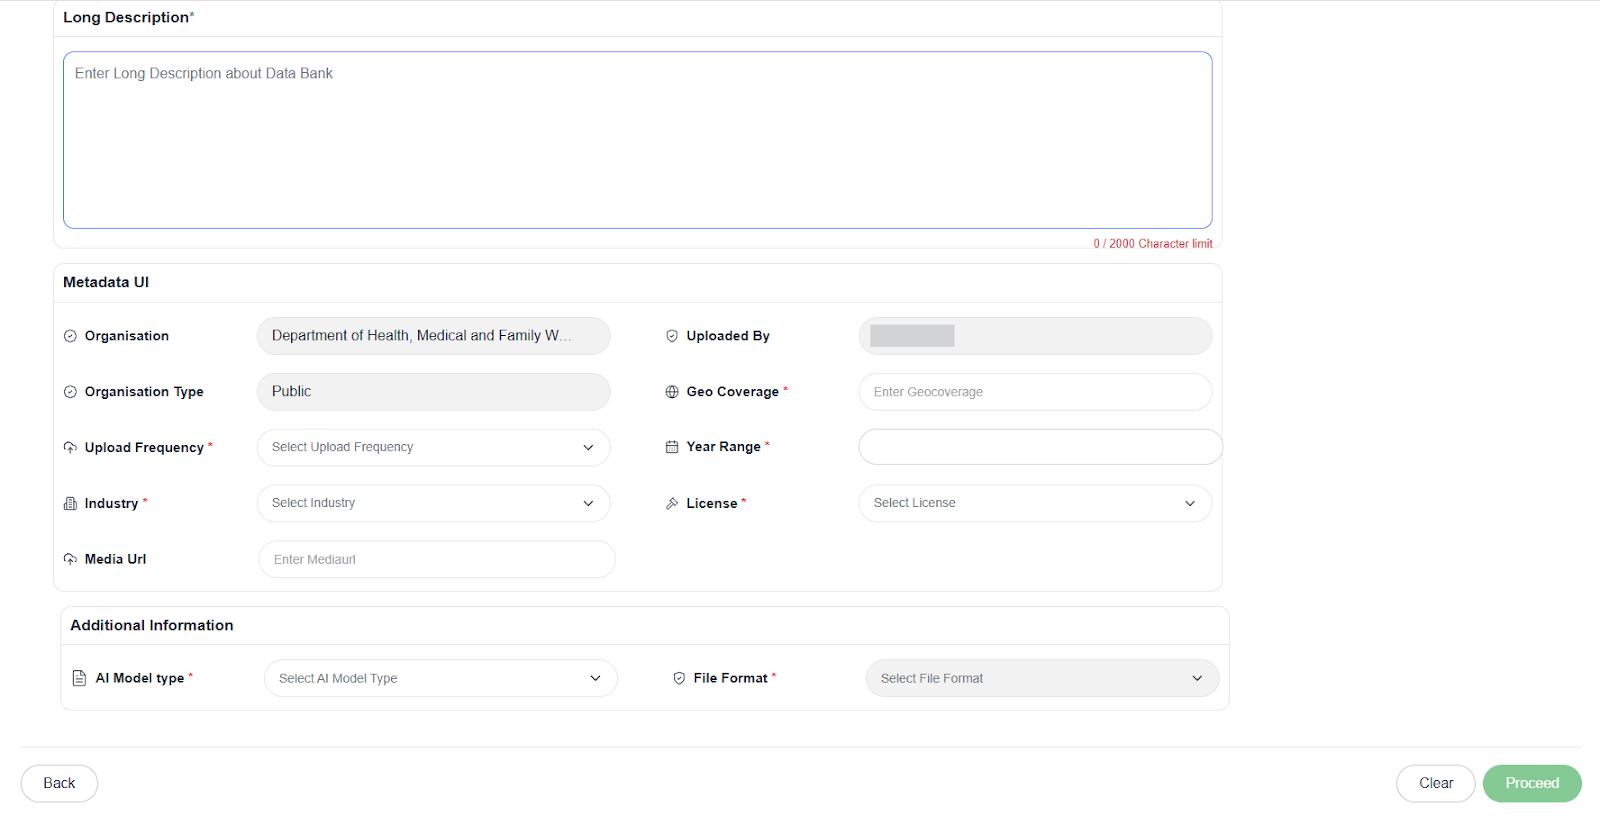 Long Description*
Enter Long Description about Data Bank
0 / 2000 Character limit
Metadata UI
Organisation
Department of Health, Medical and Family W...
Uploaded By
Organisation Type
Public
Geo Coverage *
Enter Geocoverage
Upload Frequency *
Select Upload Frequency
Year Range *
Industry *
Select Industry
License *
Select License
Media Url
Enter Mediaurl
Additional Information
AI Model type *
Select AI Model Type
File Format *
Select File Format
Back
Clear
Proceed